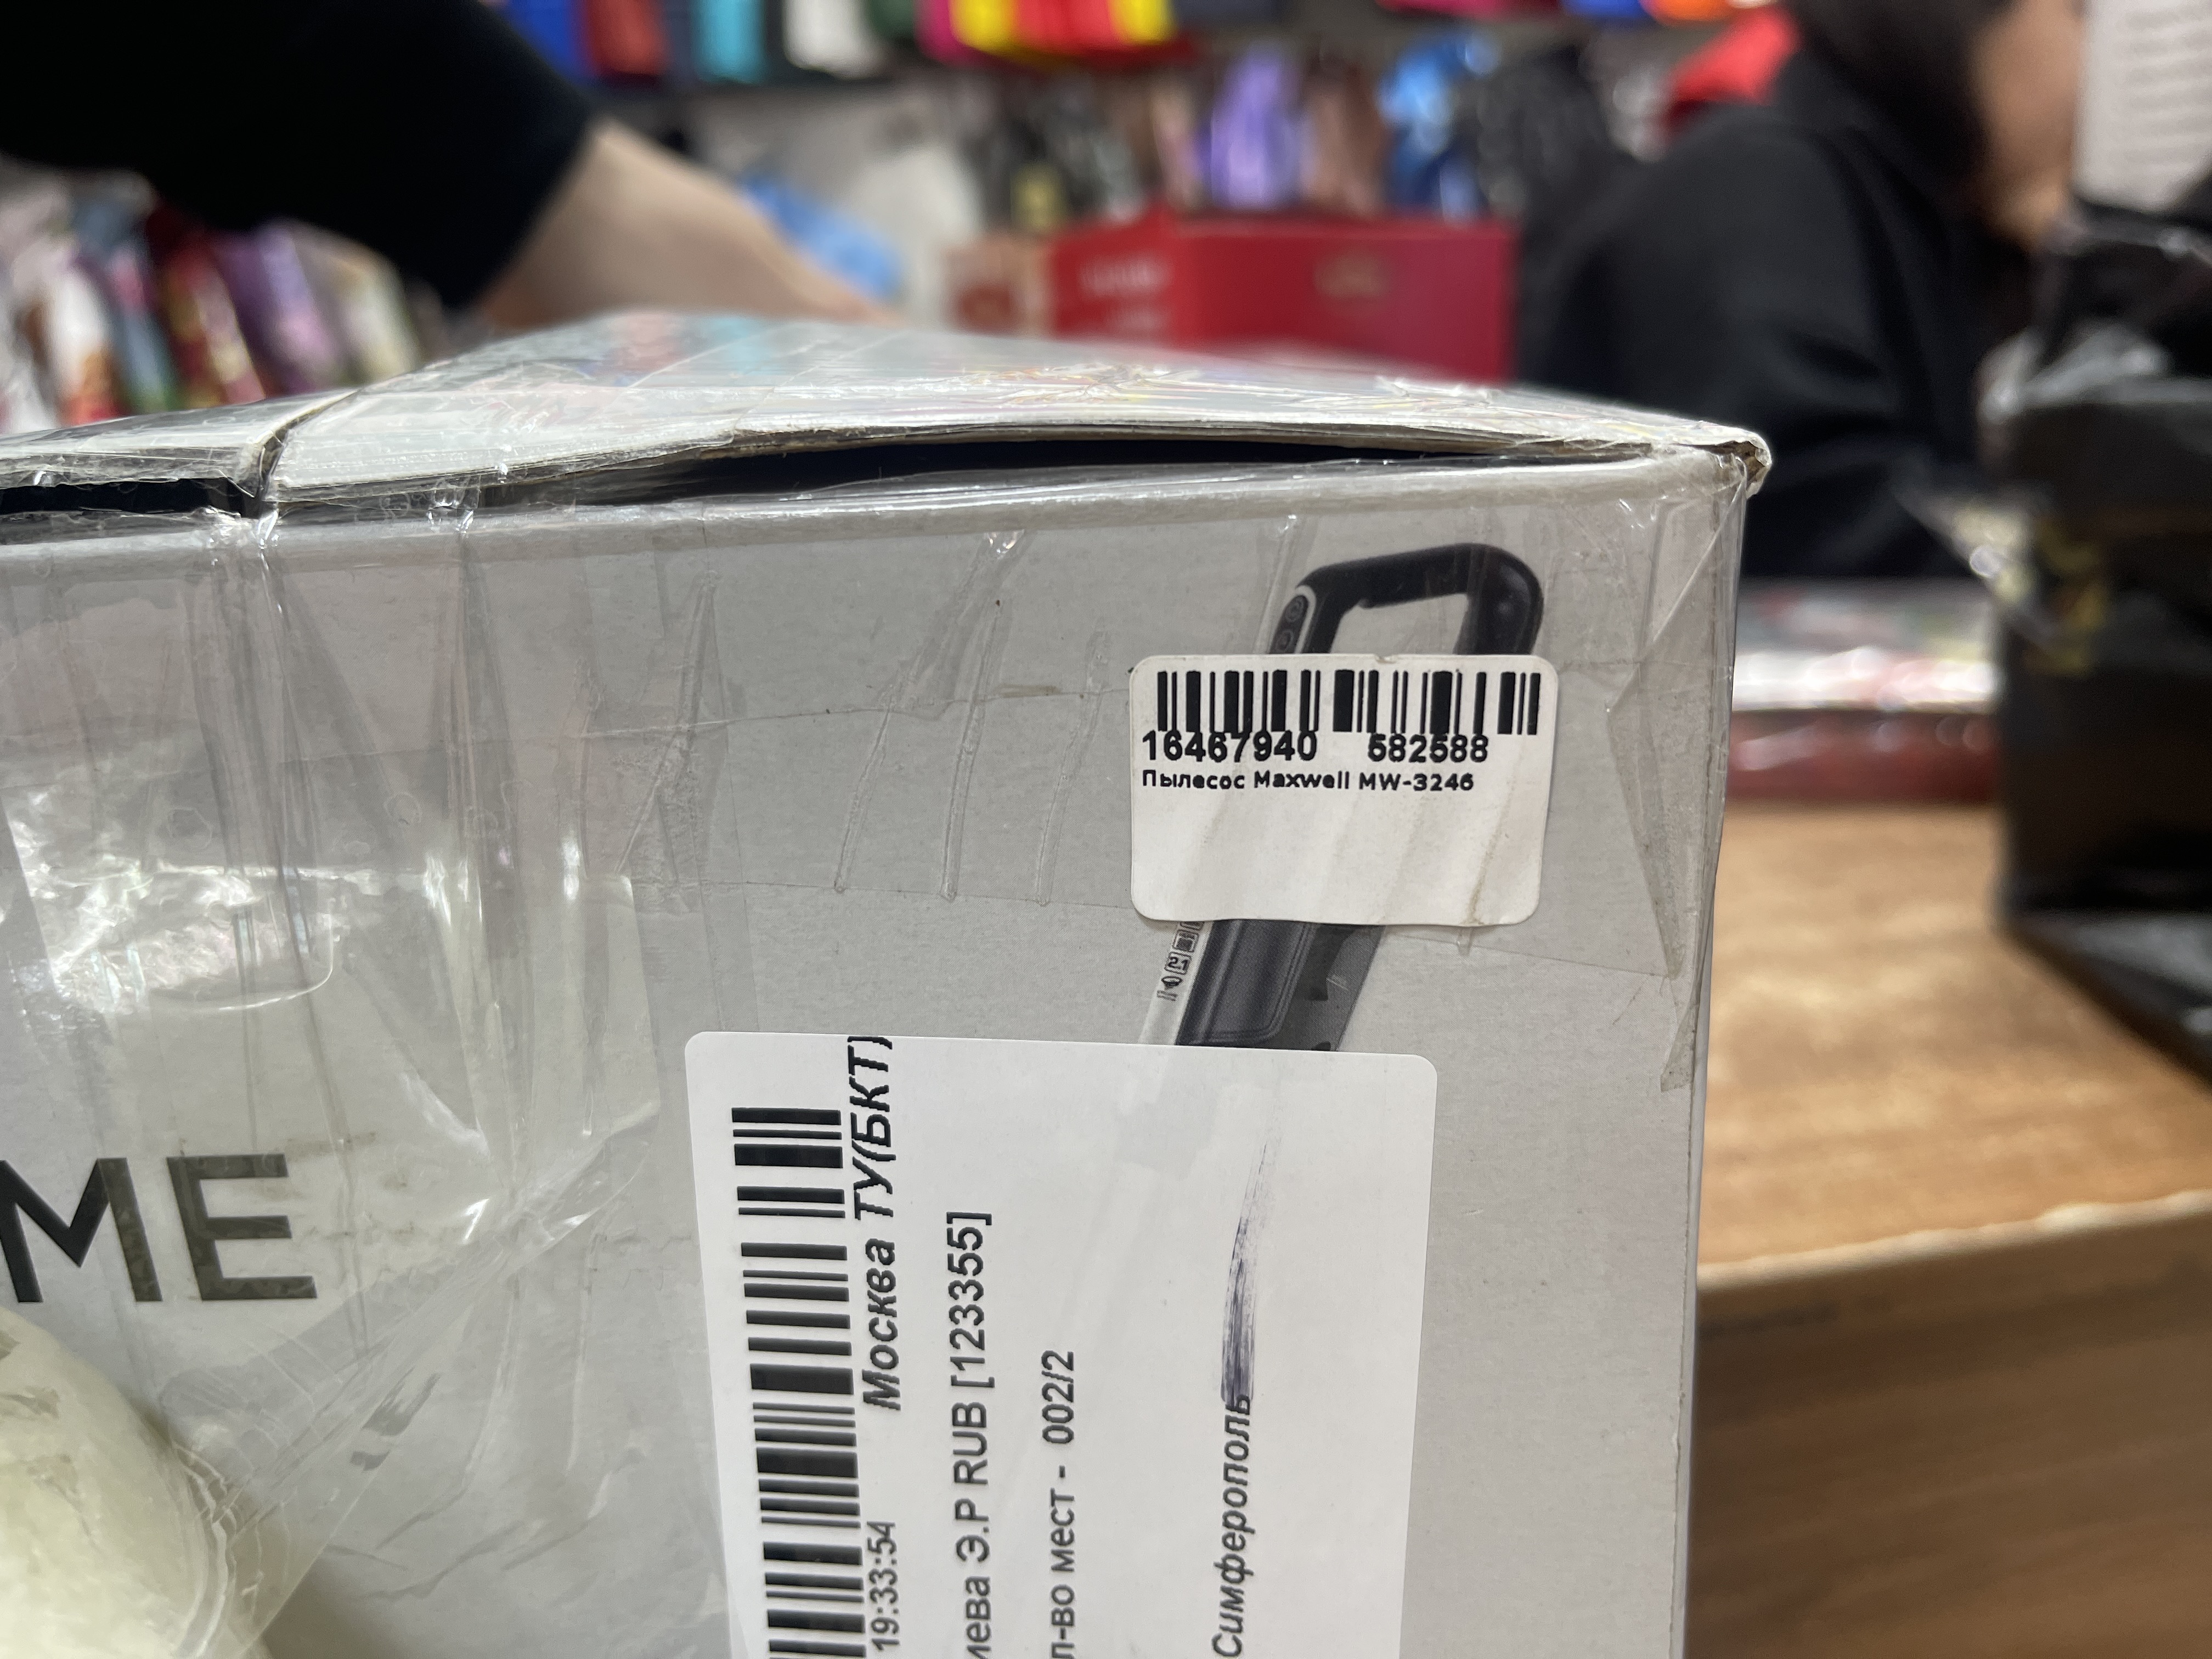 16467940 582588
Пылесос Maxwell MW-3246
ME
Москва ТУ(БКТ)
19:33:54
иева Э.Р RUB [123355]
л-во мест - 002/2
Симферополь